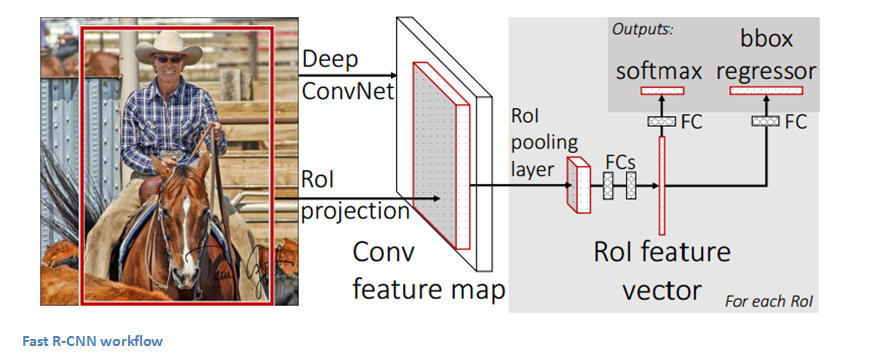 Deep
ConvNet
RoI
projection
Conv
feature map
RoI
pooling
layer
FCs
RoI feature
vector
For each RoI
Outputs:
softmax
bbox
regressor
FC
FC
Fast R-CNN workflow